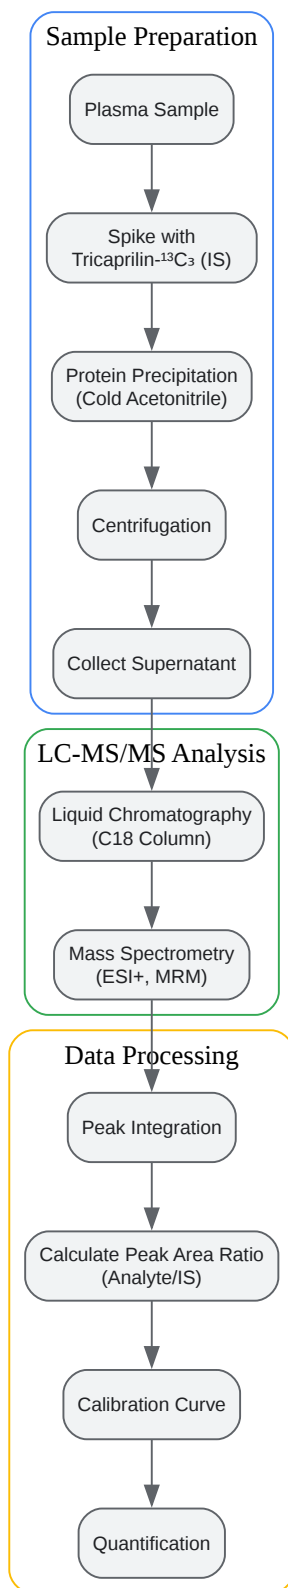 Sample Preparation
Plasma Sample
Spike with
Tricaprilin-¹³C₃ (IS)
Protein Precipitation
(Cold Acetonitrile)
Centrifugation
Collect Supernatant
LC-MS/MS Analysis
Liquid Chromatography
(C18 Column)
Mass Spectrometry
(ESI+, MRM)
Data Processing
Peak Integration
Calculate Peak Area Ratio
(Analyte/IS)
Calibration Curve
Quantification